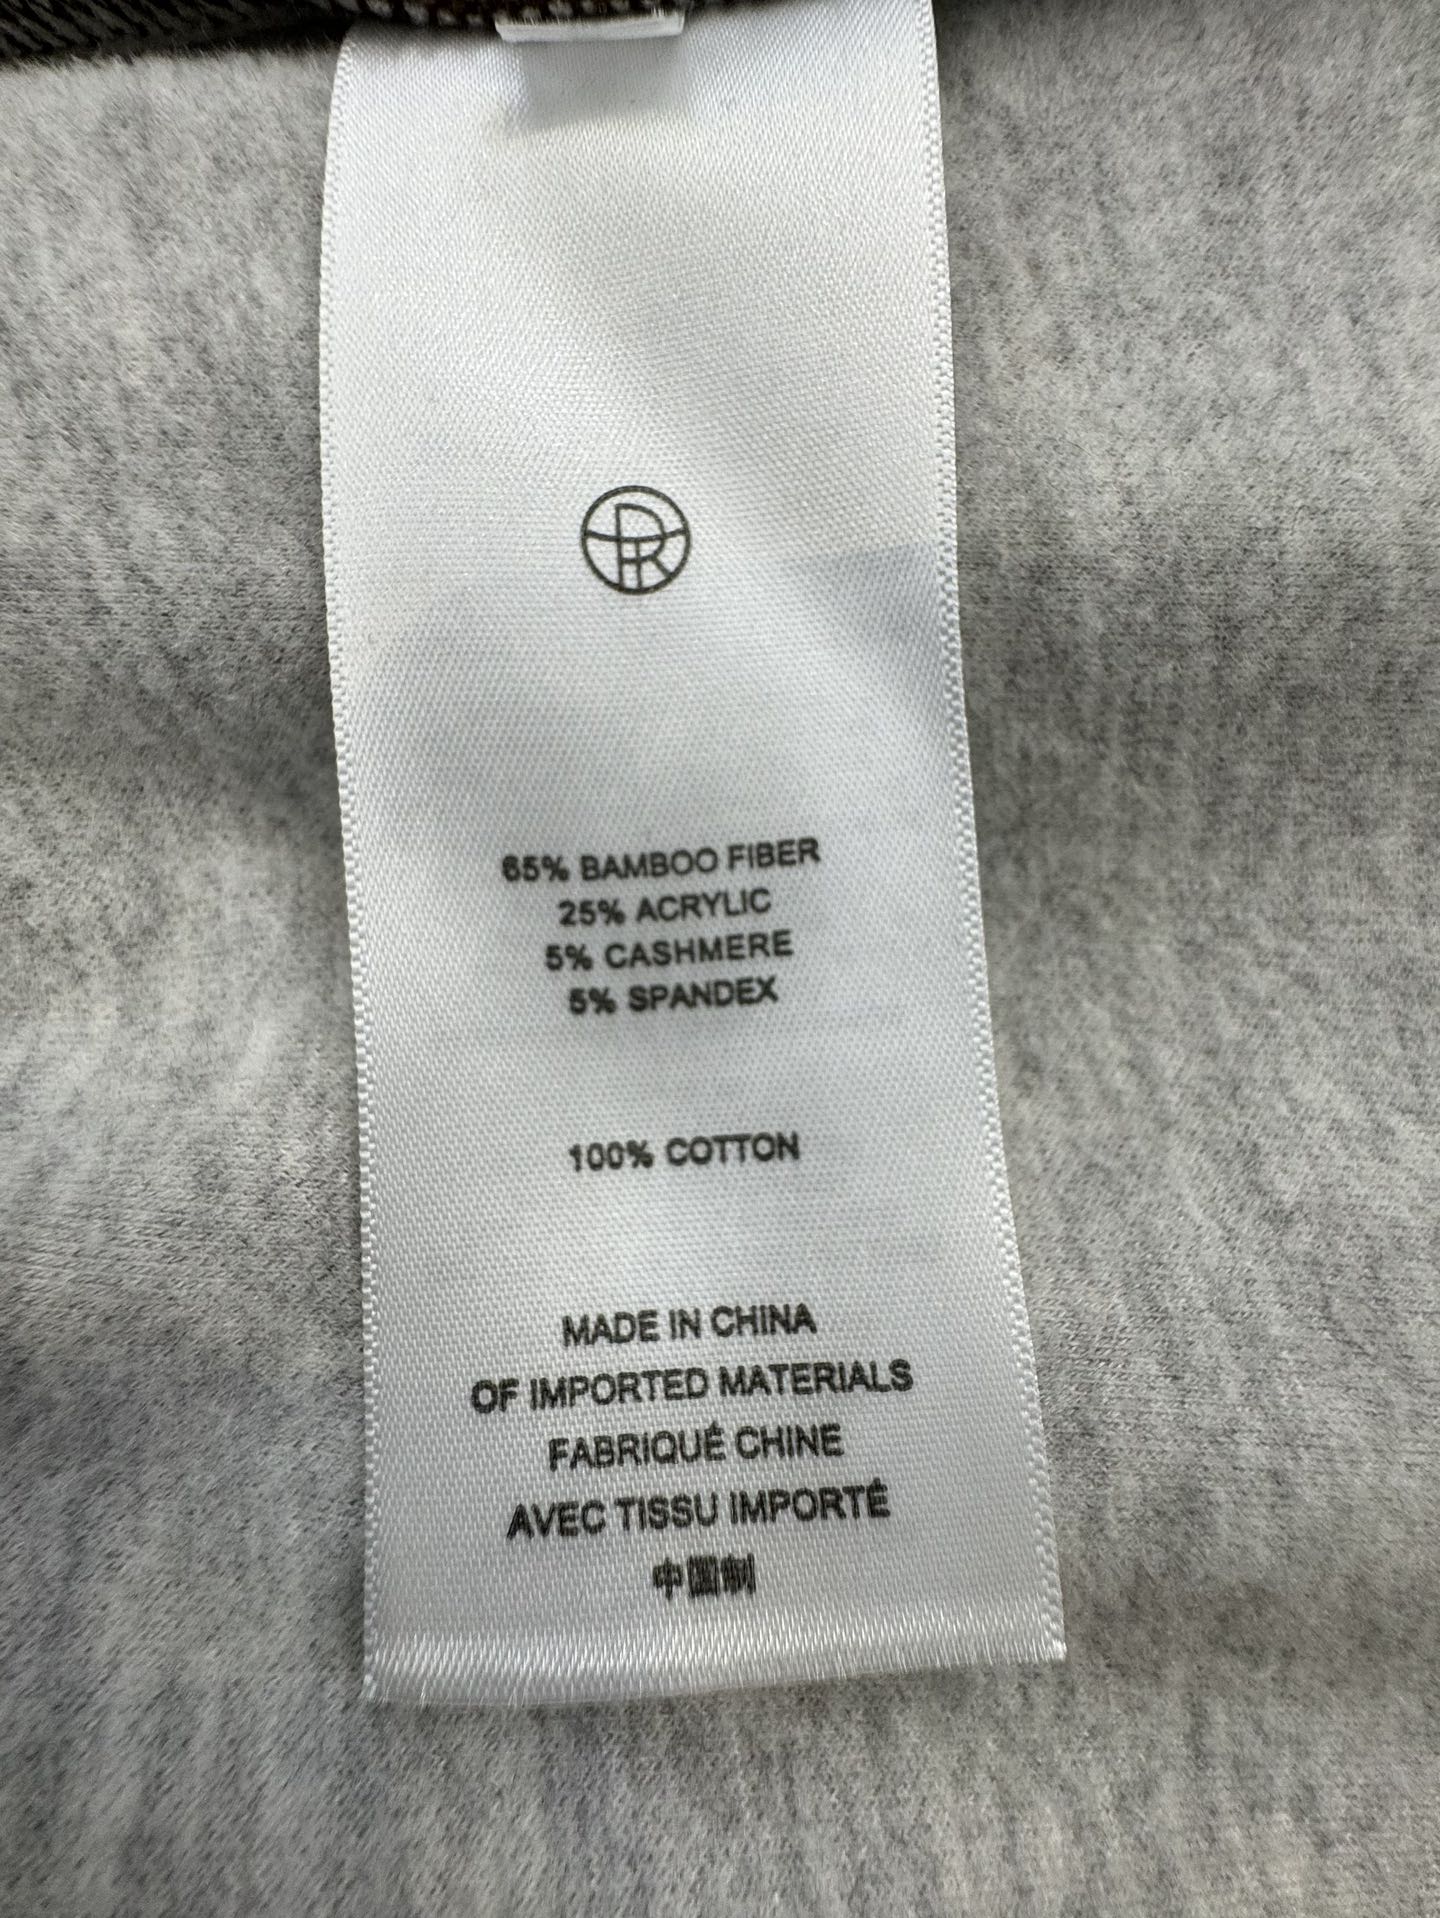 65% BAMBOO FIBER
25% ACRYLIC
5% CASHMERE
5% SPANDEX
100% COTTON
MADE IN CHINA
OF IMPORTED MATERIALS
FABRIQUÉ CHINE
AVEC TISSU IMPORTÉ
中國制